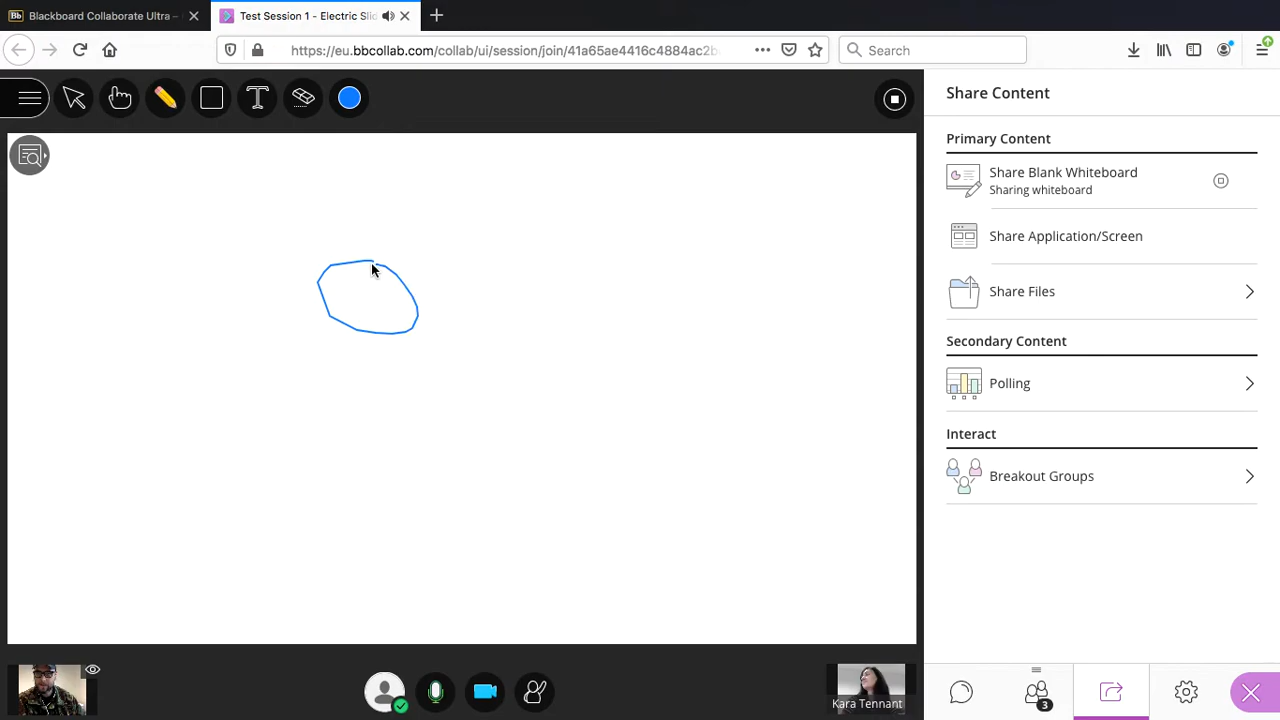 Blackboard Collaborate Ultra –
Test Session 1 - Electric Slid
https://eu.bbcollab.com/collab/ui/session/join/41a65ae4416c4884ac2b
Search
Share Content
Primary Content
Share Blank Whiteboard
Sharing whiteboard
Share Application/Screen
Share Files
Secondary Content
Polling
Interact
Breakout Groups
Kara Tennant
3
Bb
T